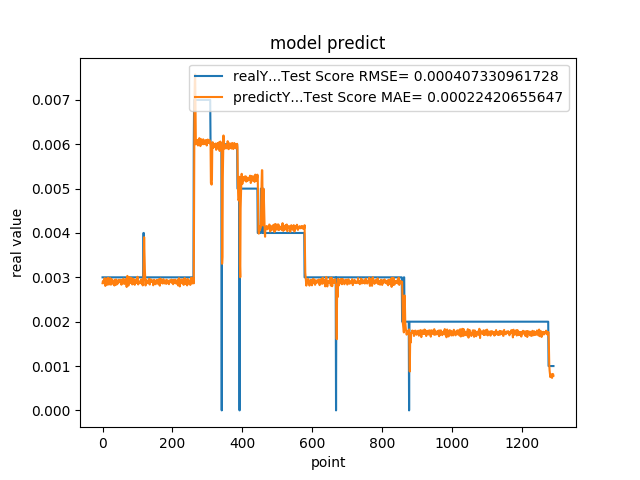 model predict
realY...Test Score RMSE= 0.000407330961728
predictY...Test Score MAE= 0.00022420655647
real value
0.007
0.006
0.005
0.004
0.003
0.002
0.001
0.000
0 200 400 600 800 1000 1200
point